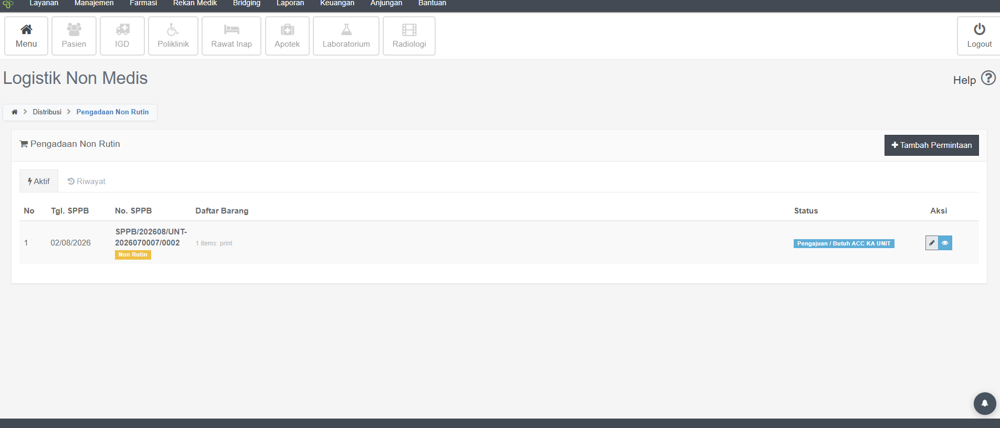 Layanan Manajemen Farmasi Rekan Medik Bridging Laporan Keuangan Anjungan Bantuan
Menu Pasien IGD Poliklinik Rawat Inap Apotek Laboratorium Radiologi Logout
Logistik Non Medis
Help
Distribusi Pengadaan Non Rutin
Pengadaan Non Rutin
Tambah Permintaan
Aktif Riwayat
No Tgl. SPPB No. SPPB Daftar Barang Status Aksi
SPPB/202608/UNT-
1 02/08/2026 2026070007/0002 1 items: print Pengajuan / Butuh ACC KA UNIT
Non Rutin